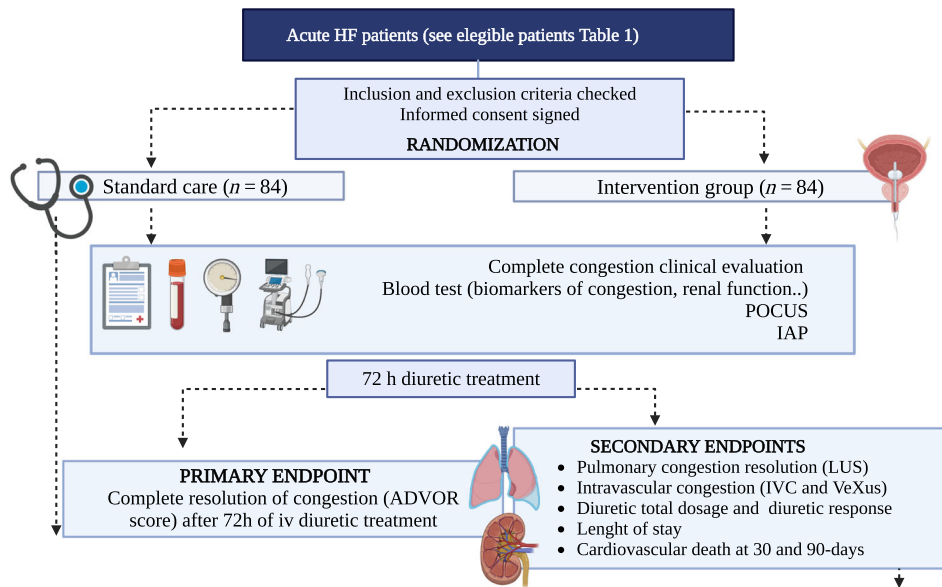 Acute HF patients (see elegible patients Table 1)
Inclusion and exclusion criteria checked
Informed consent signed
RANDOMIZATION
Standard care (n = 84)
Intervention group (n = 84)
Complete congestion clinical evaluation
Blood test (biomarkers of congestion, renal function..)
POCUS
IAP
72 h diuretic treatment
PRIMARY ENDPOINT
Complete resolution of congestion (ADVOR
score) after 72h of iv diuretic treatment
SECONDARY ENDPOINTS
• Pulmonary congestion resolution (LUS)
• Intravascular congestion (IVC and VeXus)
• Diuretic total dosage and diuretic response
• Lenght of stay
• Cardiovascular death at 30 and 90-days